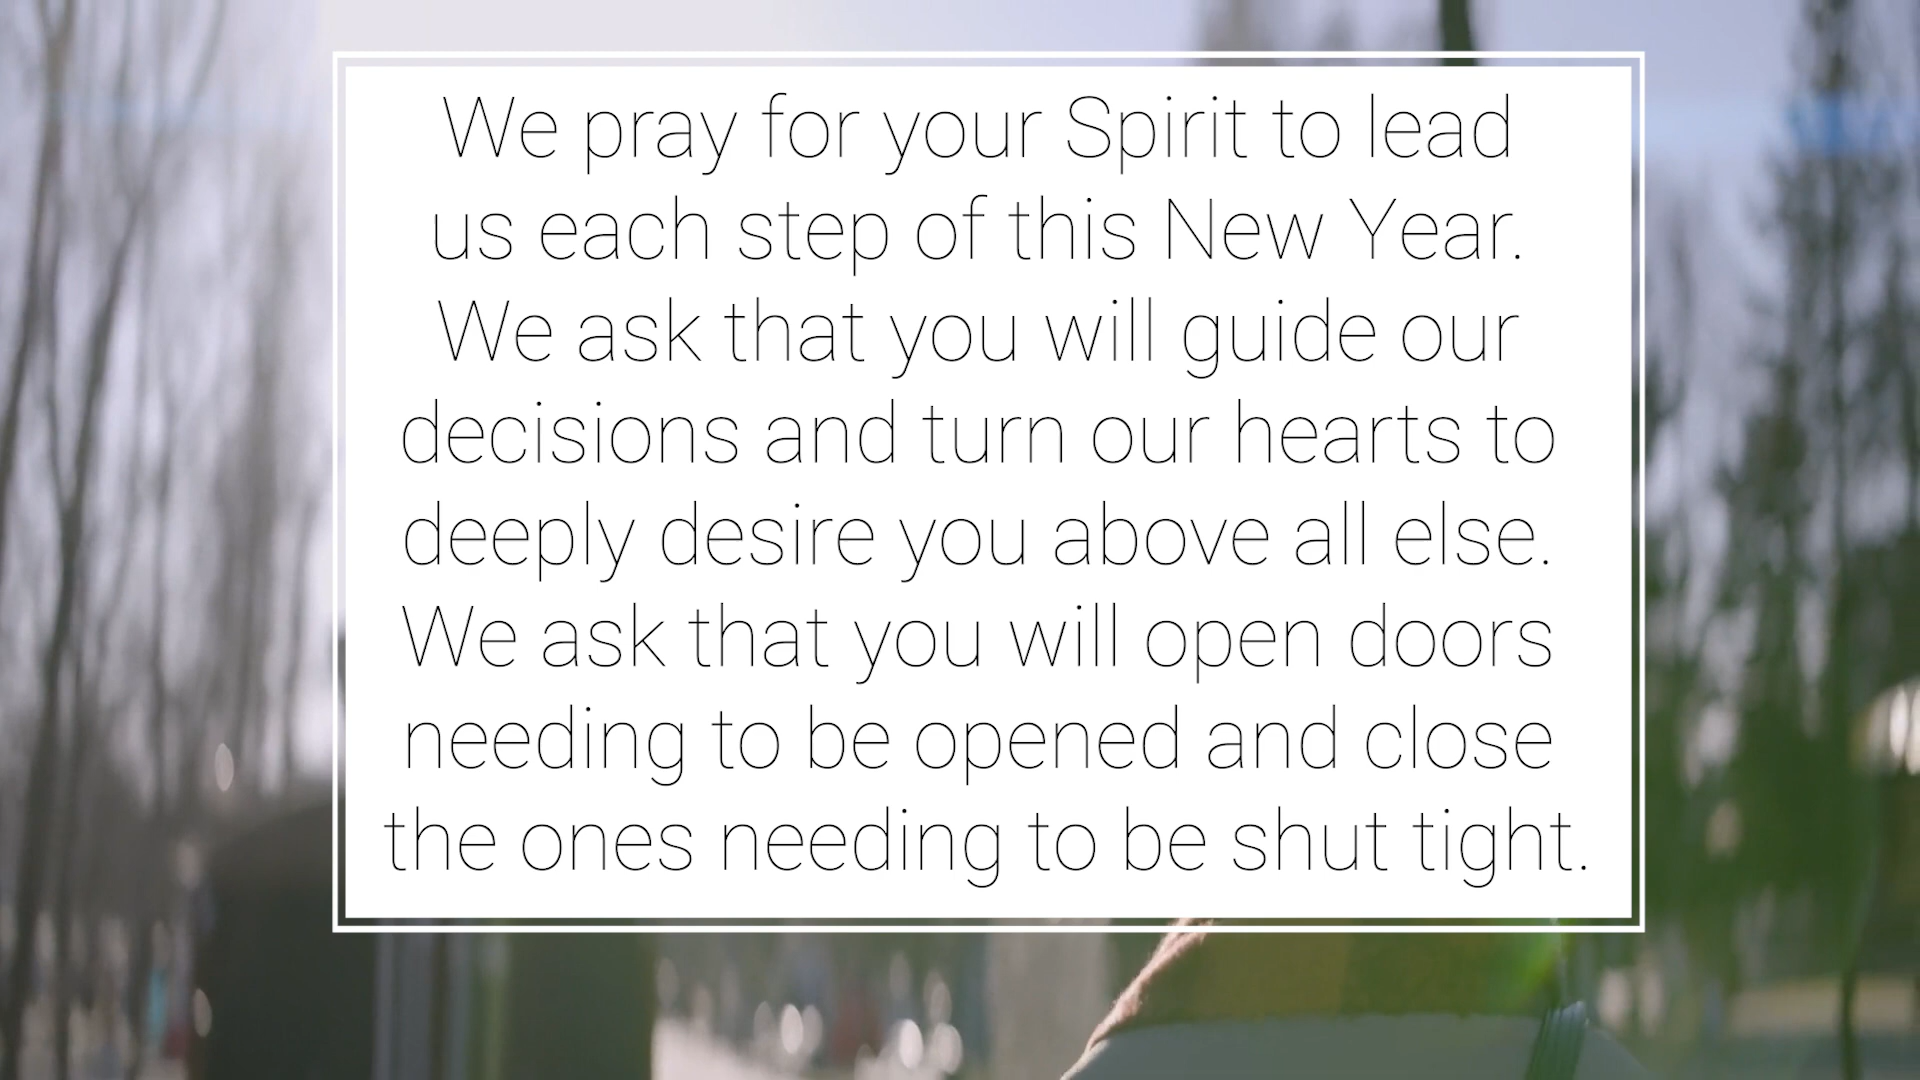 We pray for your Spirit to lead
us each step of this New Year.
We ask that you will guide our
decisions and turn our hearts to
deeply desire you above all else.
We ask that you will open doors
needing to be opened and close
the ones needing to be shut tight.